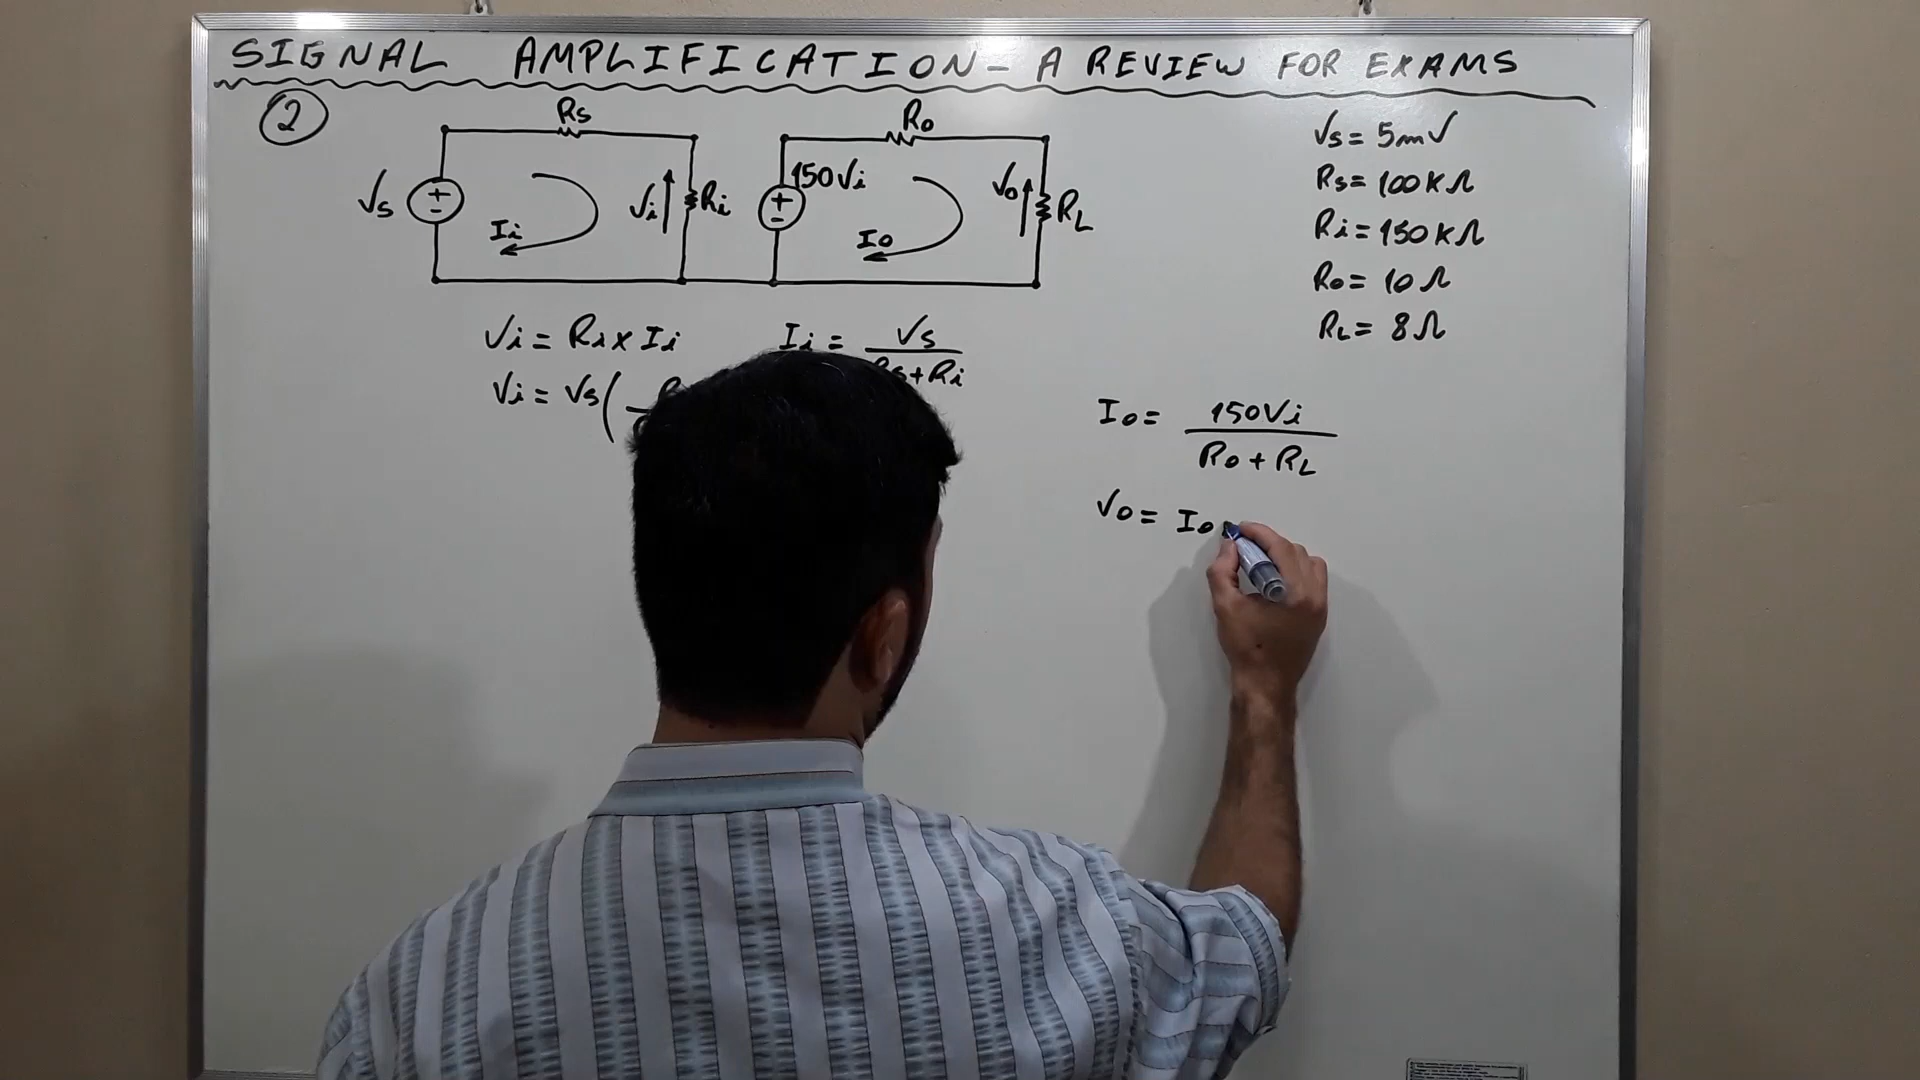 SIGNAL AMPLIFICATION - A REVIEW FOR EXAMS
2
Rs
Ro
Vs
+
-
Ii
Vi
Ri
150Vi
+
-
Io
Vo
RL
Vs = 5mV
Rs = 100KΩ
Ri = 150KΩ
Ro = 10Ω
RL = 8Ω
Vi = Ri x Ii
Ii = Vs
+ Ri
Vi = Vs(
Io = 150Vi / Ro + RL
Vo = Io